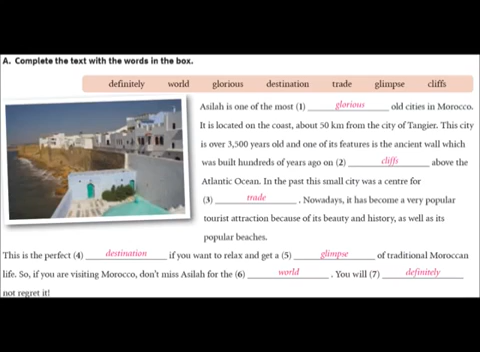 A. Complete the text with the words in the box.
definitely world glorious destination trade glimpse cliffs
Asilah is one of the most (1) glorious old cities in Morocco.
It is located on the coast, about 50 km from the city of Tangier. This city
is over 3,500 years old and one of its features is the ancient wall which
was built hundreds of years ago on (2) cliffs above the
Atlantic Ocean. In the past this small city was a centre for
(3) trade . Nowadays, it has become a very popular
tourist attraction because of its beauty and history, as well as its
popular beaches.
This is the perfect (4) destination if you want to relax and get a (5) glimpse of traditional Moroccan
life. So, if you are visiting Morocco, don't miss Asilah for the (6) world . You will (7) definitely
not regret it!